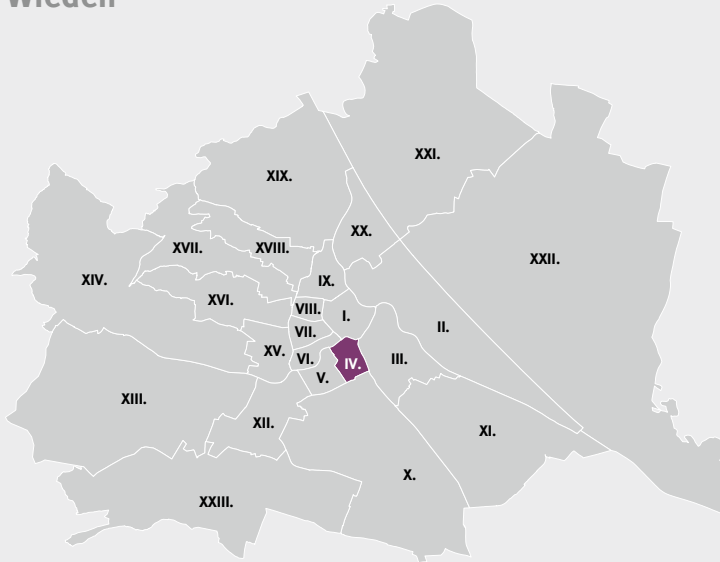 Wieden
XXI.
XIX.
XX.
XVII.
XVIII.
XXII.
XIV.
IX.
XVI.
VIII.
I.
II.
VII.
XV.
VI.
IV.
III.
V.
XIII.
XII.
XI.
X.
XXIII.